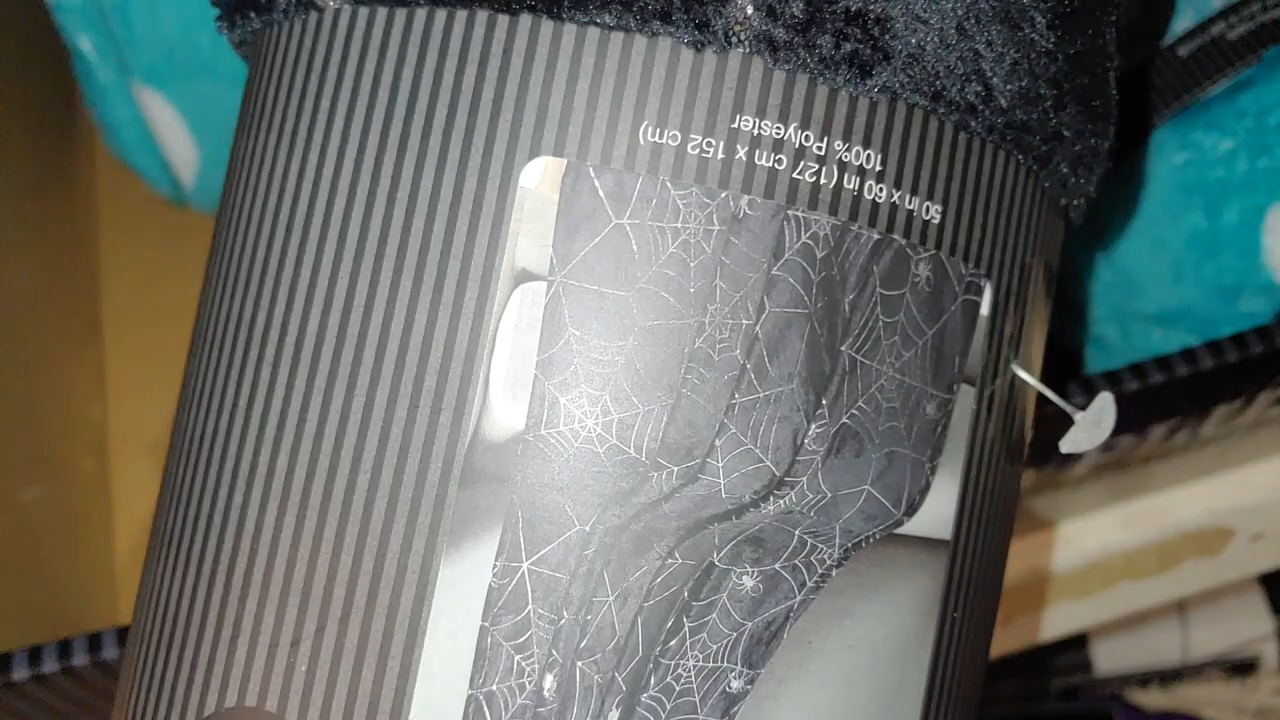 50 in x 60 in (127 cm x 152 cm)
100% Polyester